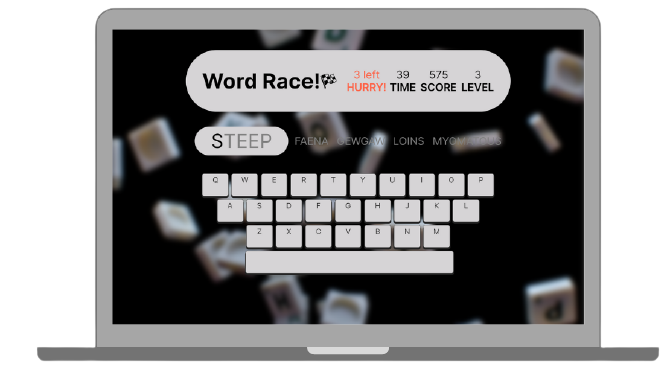 Word Race!🏁 3 left 39 575 3
HURRY! TIME SCORE LEVEL
STEEP FAENA LOINS
Q W E R T Y U I O P
A S D F G H J K L
Z X C V B N M